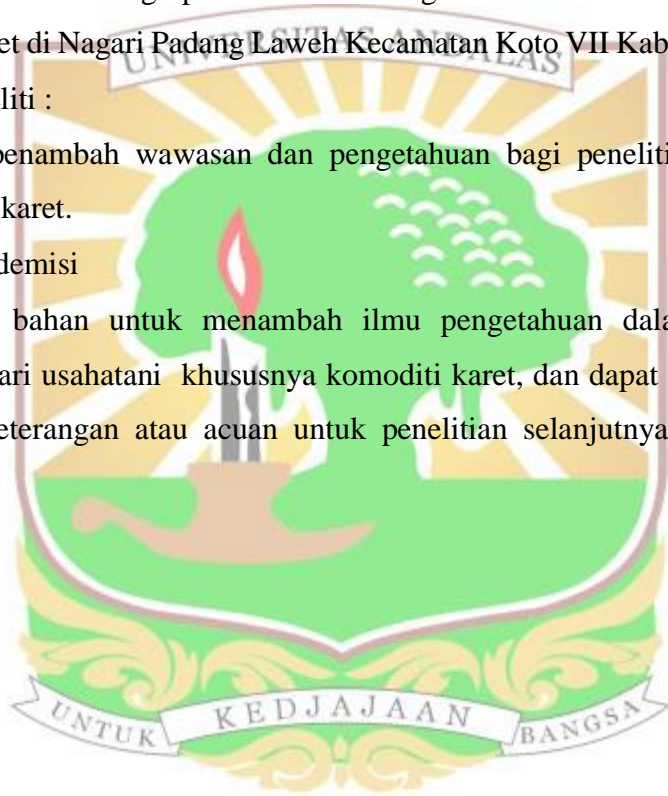 et di Nagari Padang Laweh Kecamatan Koto VII Kab
UNIVERSITAS ANDALAS
liti :
penambah wawasan dan pengetahuan bagi peneliti
karet.
demisi
bahan untuk menambah ilmu pengetahuan dala
ari usahatani khususnya komoditi karet, dan dapat
eterangan atau acuan untuk penelitian selanjutnya
UNTUK KEDJAJAAN BANGSA